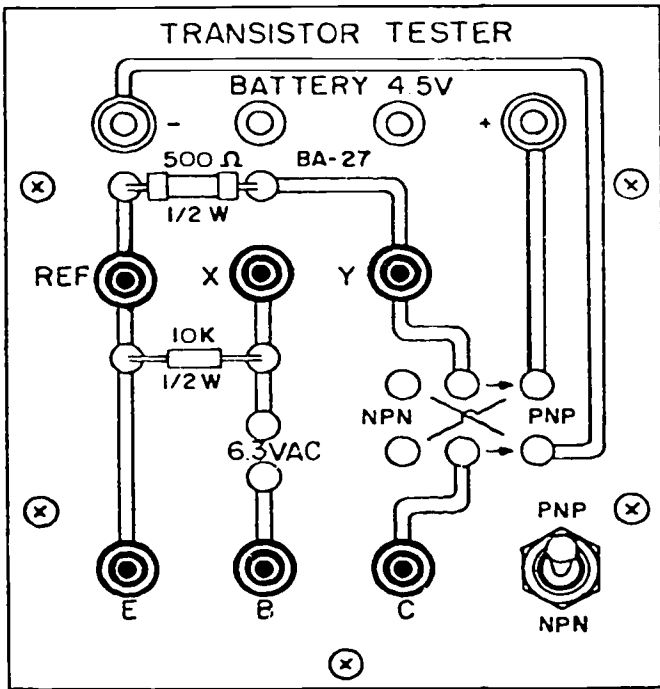 TRANSISTOR TESTER
BATTERY 4.5V
- +
500 Ω BA-27
1/2 W
REF X Y
10K
1/2 W
NPN PNP
6.3VAC
PNP
E B C
NPN